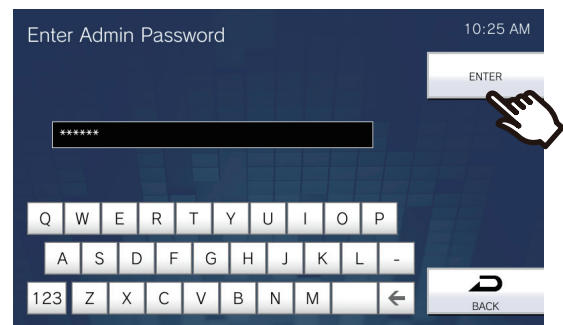 Enter Admin Password
10:25 AM
ENTER
******
Q W E R T Y U I O P
A S D F G H J K L -
123 Z X C V B N M ←
BACK